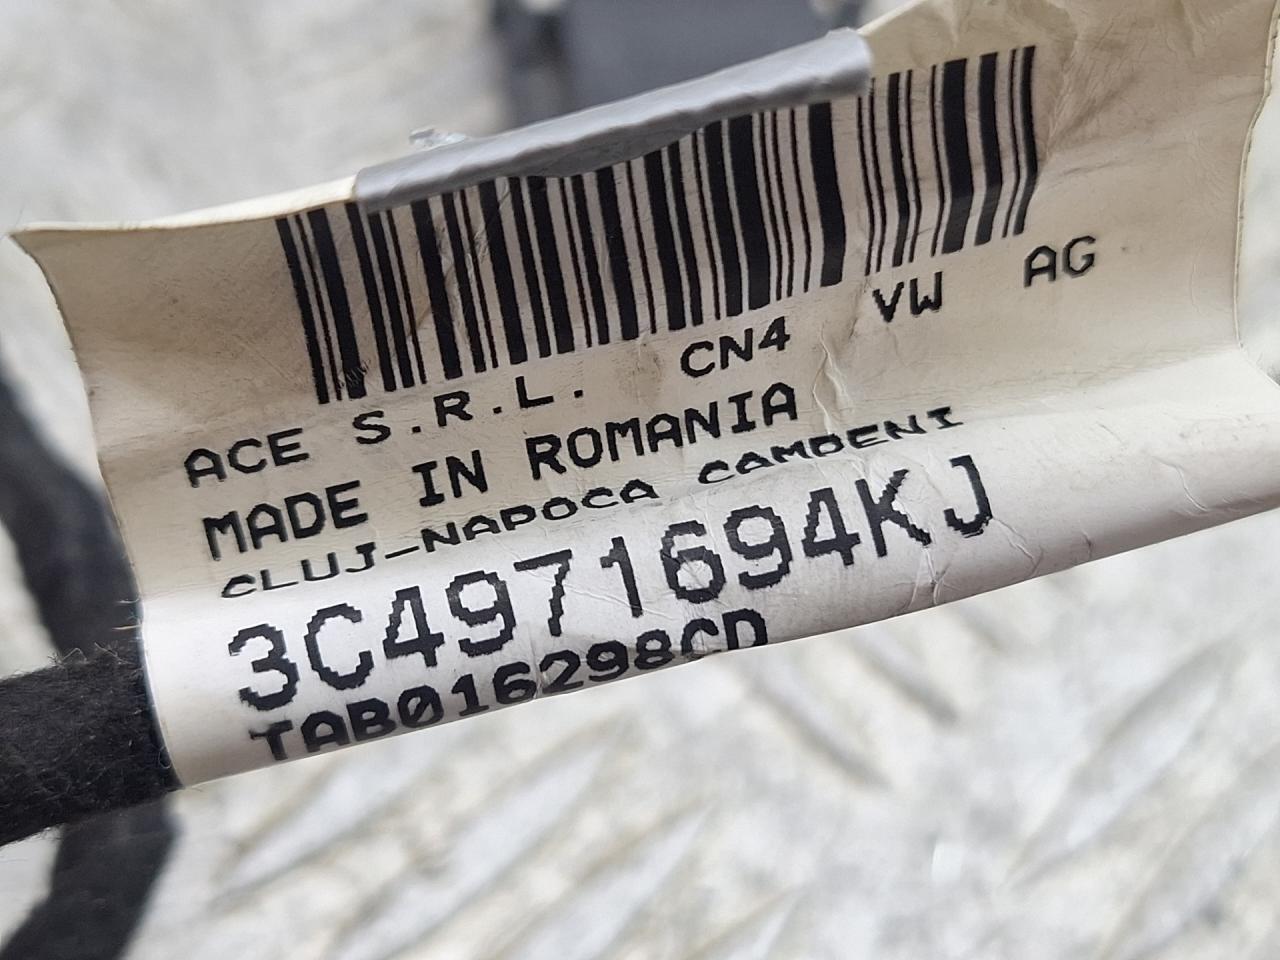 ACE S.R.L. CN4 VW AG
MADE IN ROMANIA
CLUJ-NAPOCA CAMPENI
3C4971694KJ
TAB016298CD